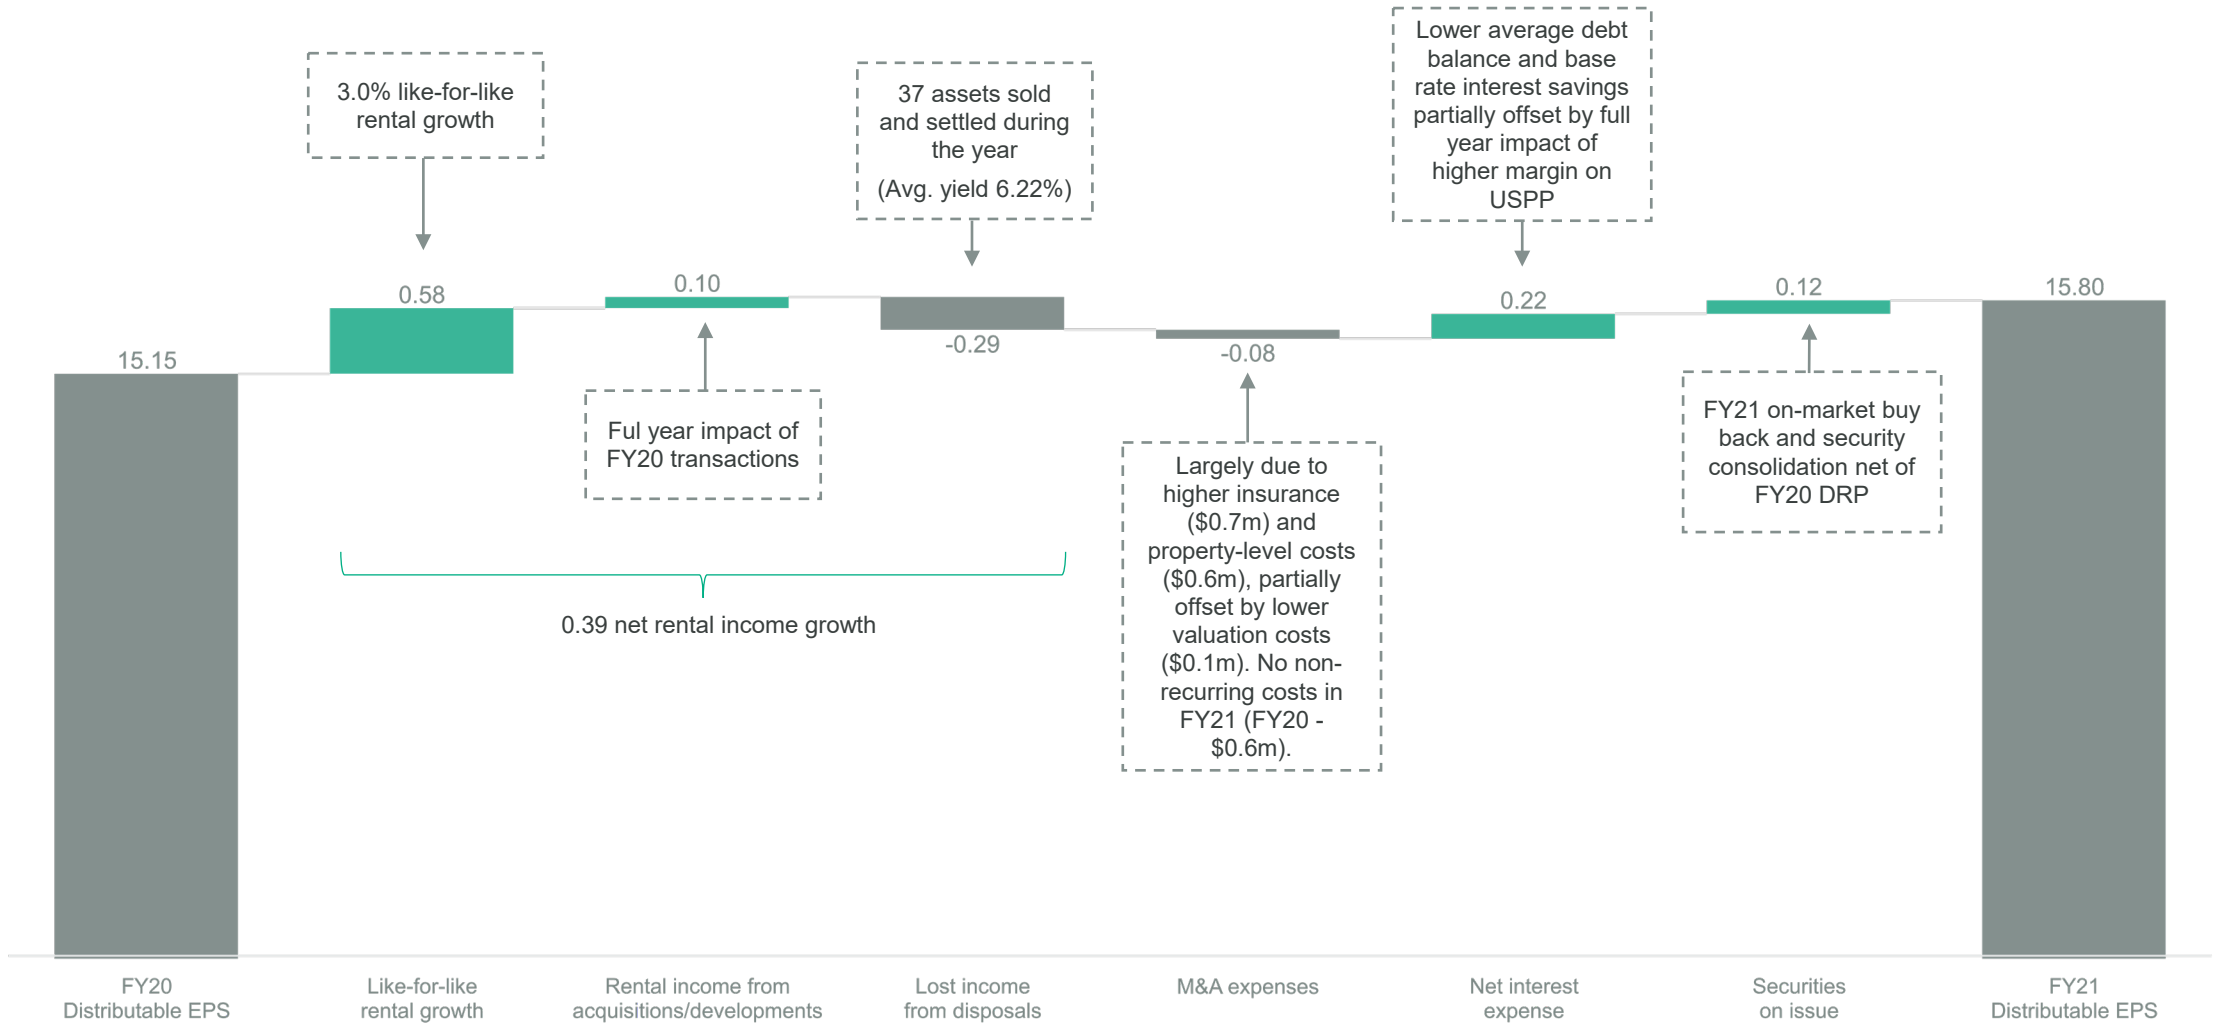 3.0% like-for-like
rental growth
37 assets sold
and settled during
the year
(Avg. yield 6.22%)
Lower average debt
balance and base
rate interest savings
partially offset by full
year impact of
higher margin on
USPP
15.15
0.58
0.10
-0.29
-0.08
0.22
0.12
15.80
Ful year impact of
FY20 transactions
Largely due to
higher insurance
($0.7m) and
property-level costs
($0.6m), partially
offset by lower
valuation costs
($0.1m). No non-
recurring costs in
FY21 (FY20 -
$0.6m).
FY21 on-market buy
back and security
consolidation net of
FY20 DRP
0.39 net rental income growth
FY20
Distributable EPS
Like-for-like
rental growth
Rental income from
acquisitions/developments
Lost income
from disposals
M&A expenses
Net interest
expense
Securities
on issue
FY21
Distributable EPS